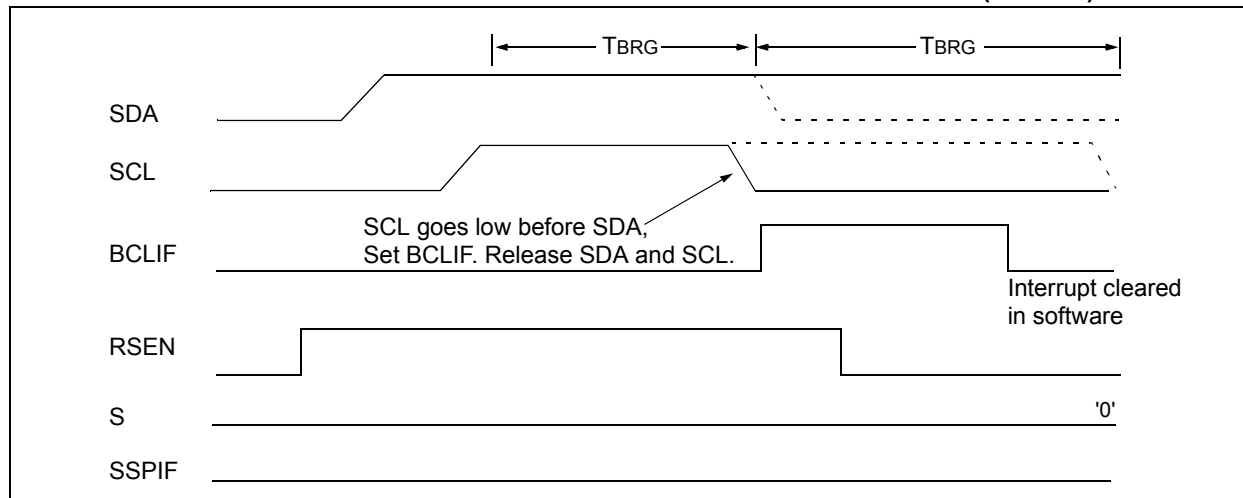 TBRG
TBRG
SDA
SCL
SCL goes low before SDA,
Set BCLIF. Release SDA and SCL.
BCLIF
Interrupt cleared
in software
RSEN
S
'0'
SSPIF